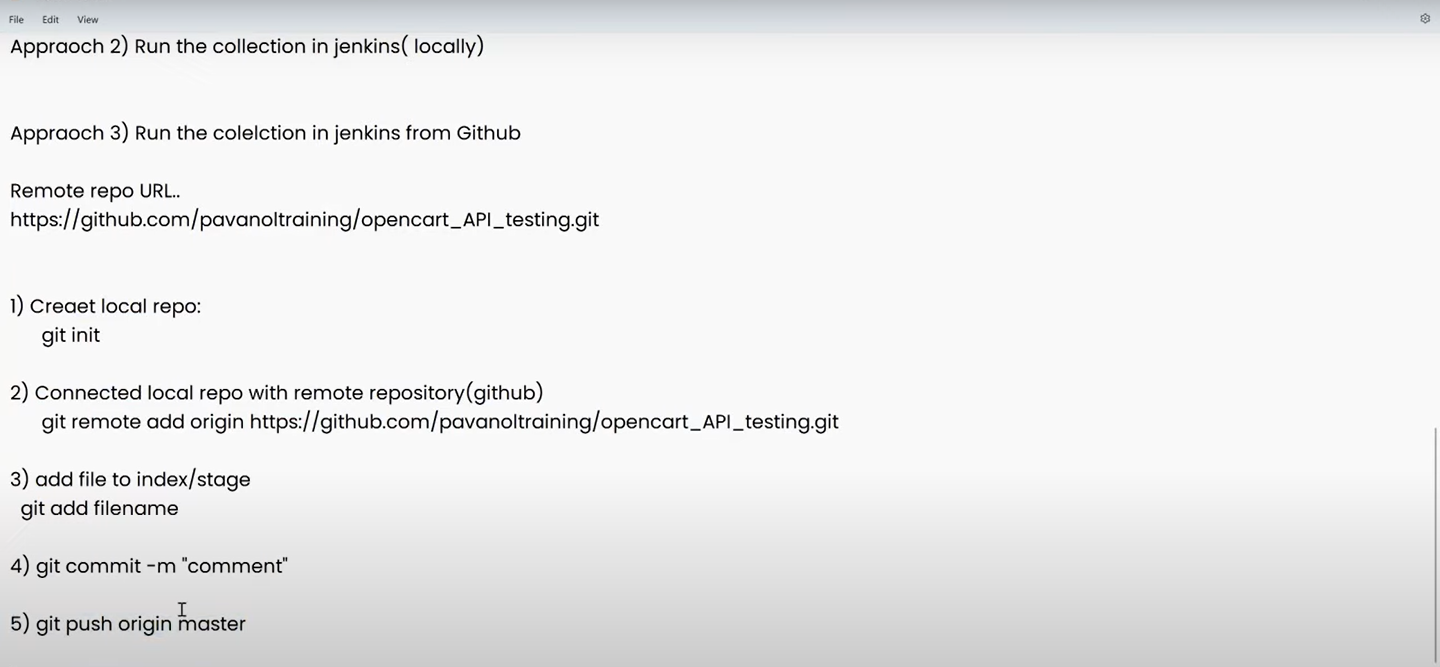 File Edit View
Appraoch 2) Run the collection in jenkins( locally)
Appraoch 3) Run the colelction in jenkins from Github
Remote repo URL..
https://github.com/pavanoltraining/opencart_API_testing.git
1) Creaet local repo:
git init
2) Connected local repo with remote repository(github)
git remote add origin https://github.com/pavanoltraining/opencart_API_testing.git
3) add file to index/stage
git add filename
4) git commit -m "comment"
5) git push origin master